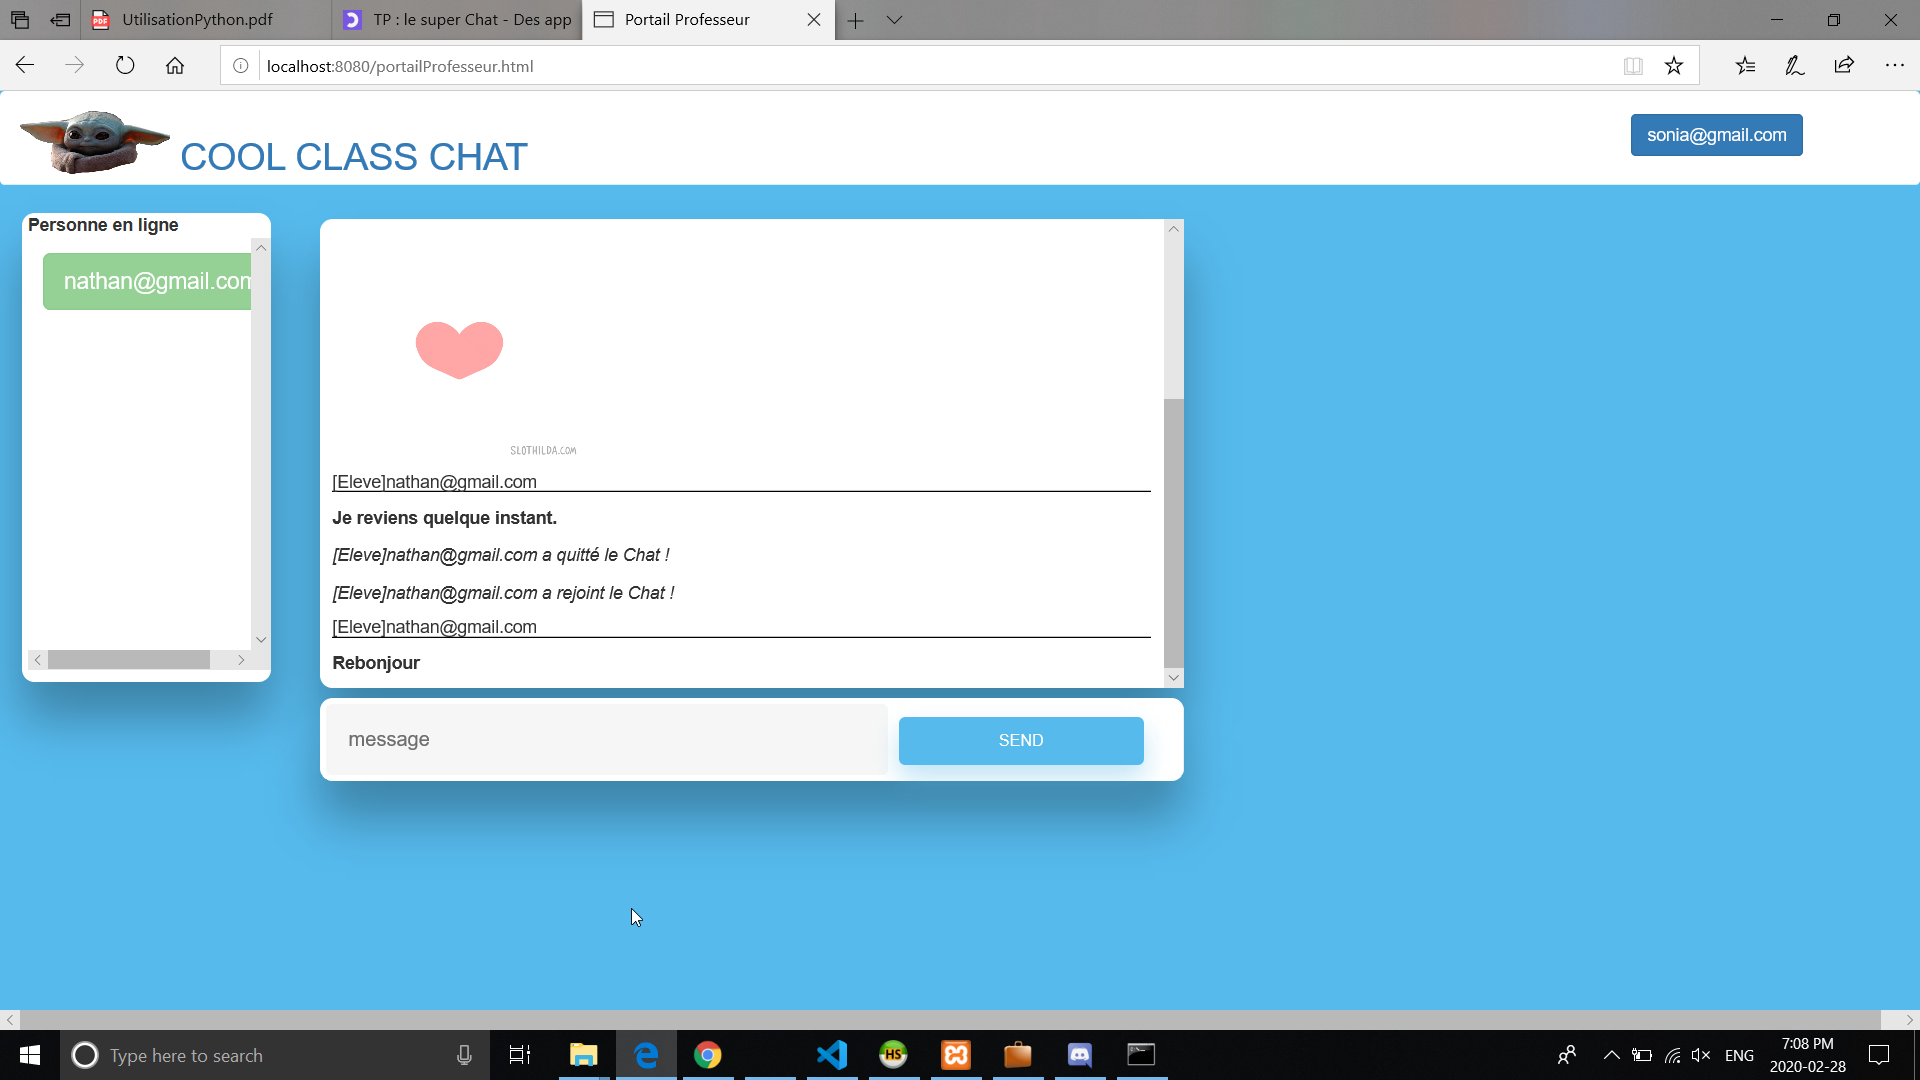 UtilisationPython.pdf
TP : le super Chat - Des app
Portail Professeur
localhost:8080/portailProfesseur.html
COOL CLASS CHAT
sonia@gmail.com
Personne en ligne
nathan@gmail.com
SLOTHILDA.COM
[Eleve]nathan@gmail.com
Je reviens quelque instant.
[Eleve]nathan@gmail.com a quitté le Chat !
[Eleve]nathan@gmail.com a rejoint le Chat !
[Eleve]nathan@gmail.com
Rebonjour
message
SEND
Type here to search
HS
ENG
7:08 PM
2020-02-28